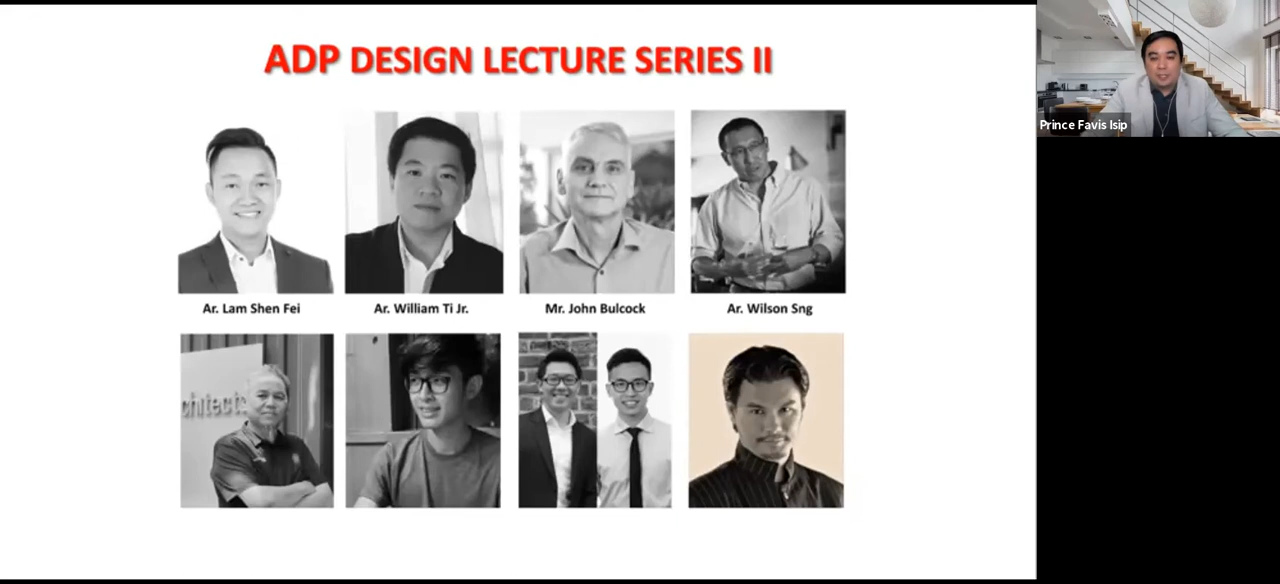 ADP DESIGN LECTURE SERIES II
Prince Favis Isip
Ar. Lam Shen Fei
Ar. William Ti Jr.
Mr. John Bulcock
Ar. Wilson Sng
chitects